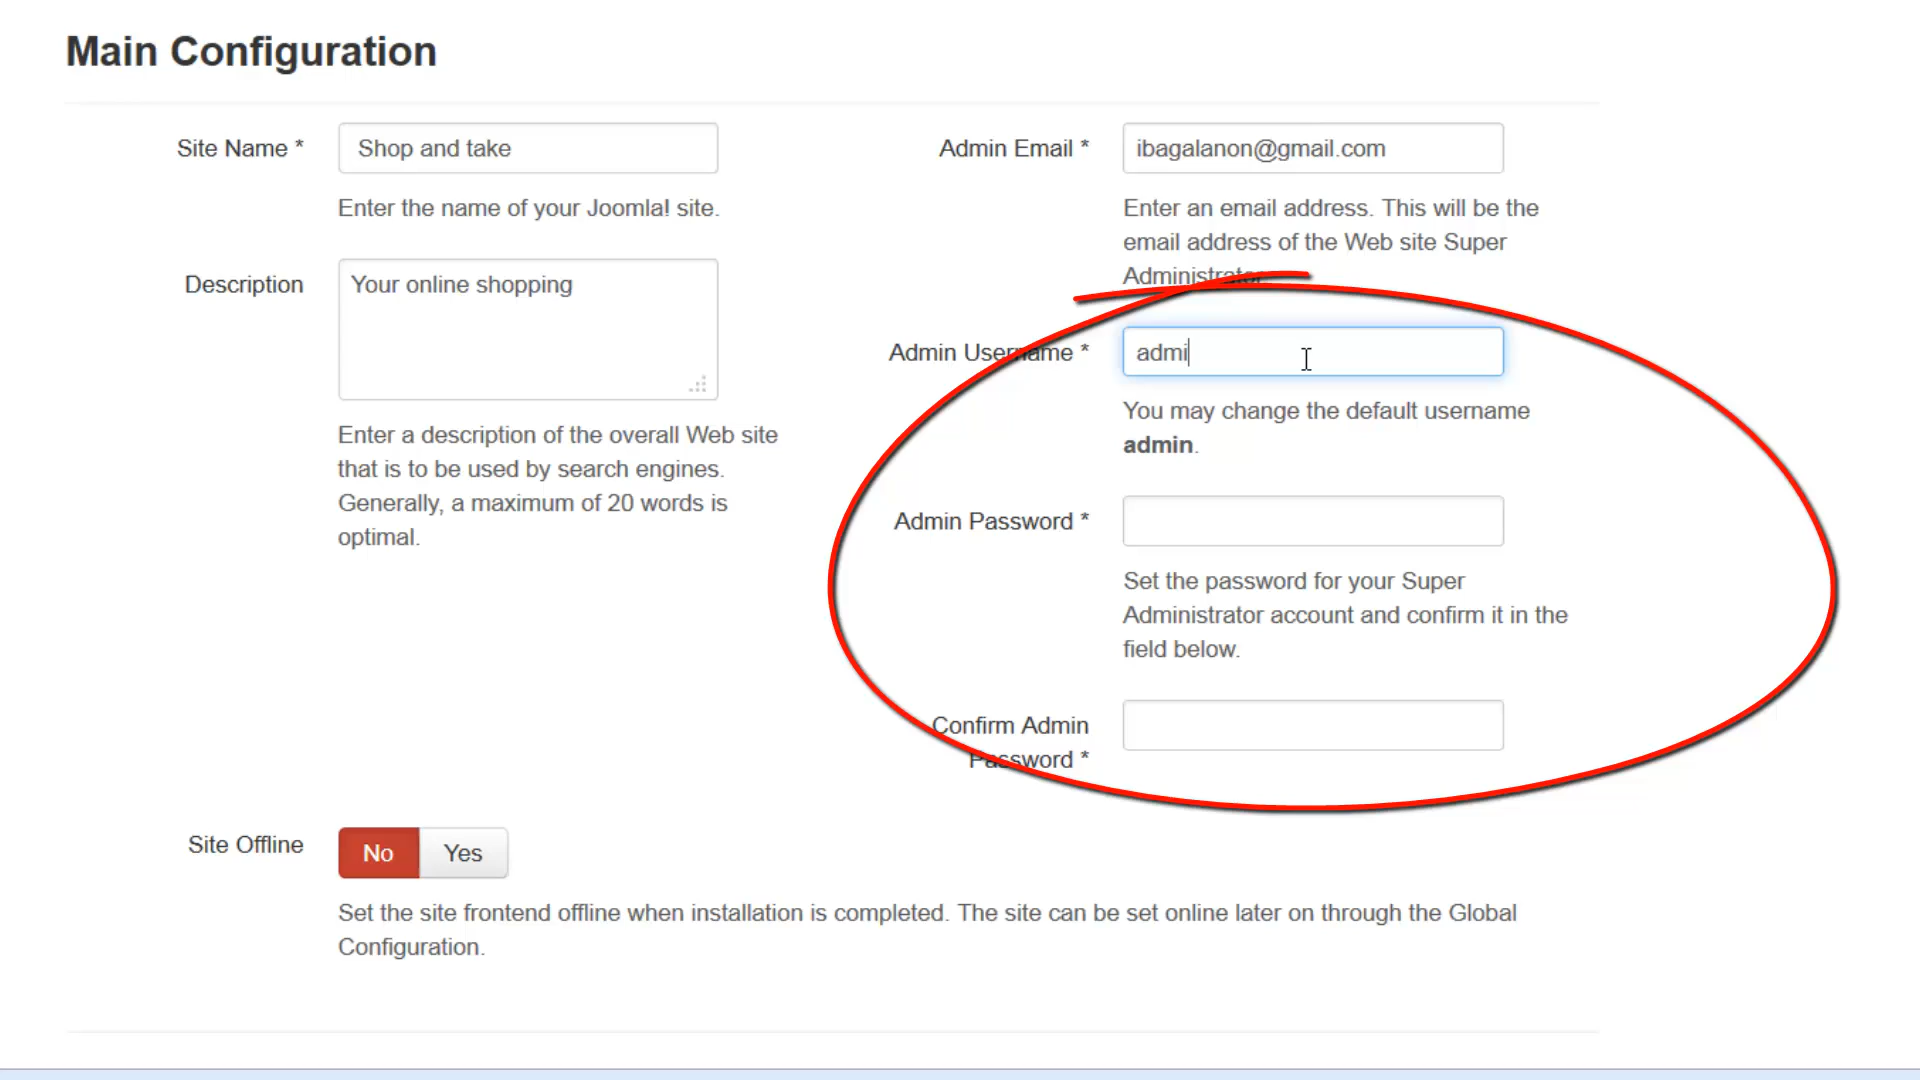 Main Configuration
Site Name *
Shop and take
Enter the name of your Joomla! site.
Description
Your online shopping
Enter a description of the overall Web site
that is to be used by search engines.
Generally, a maximum of 20 words is
optimal.
Admin Email *
ibagalanon@gmail.com
Enter an email address. This will be the
email address of the Web site Super
Administrator.
Admin Username *
admi
You may change the default username
admin.
Admin Password *
Set the password for your Super
Administrator account and confirm it in the
field below.
Confirm Admin
Password *
Site Offline
No Yes
Set the site frontend offline when installation is completed. The site can be set online later on through the Global
Configuration.